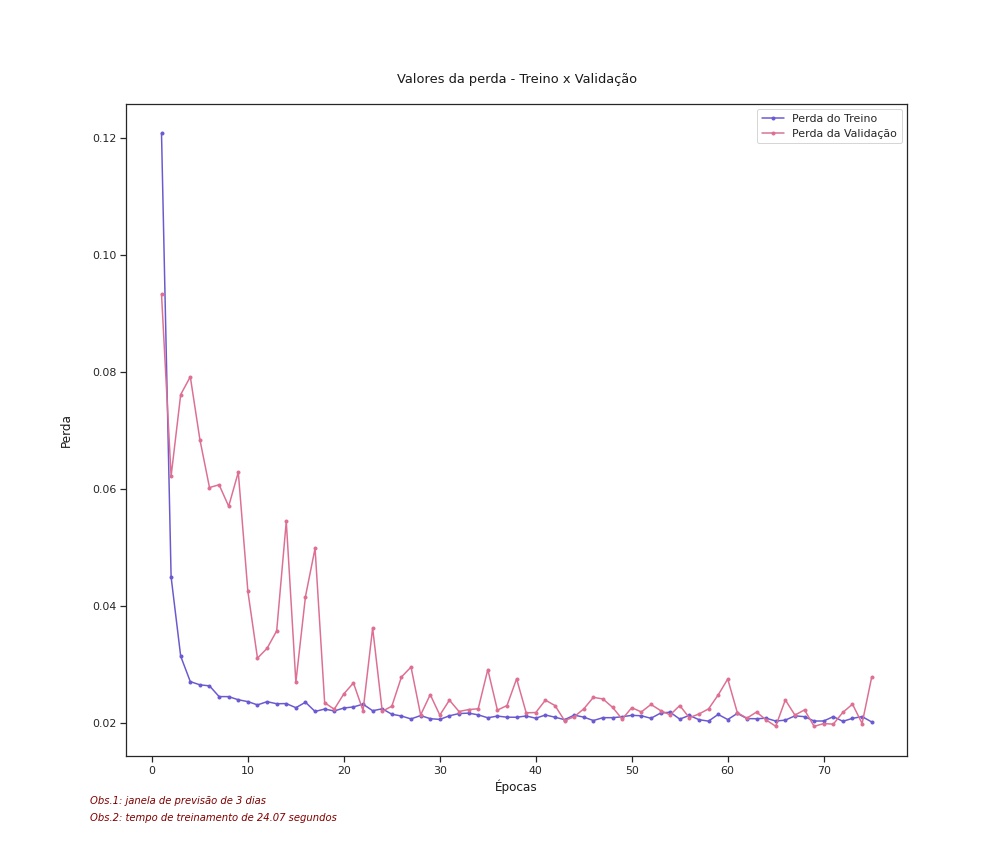 Valores da perda - Treino x Validação
Perda do Treino
Perda da Validação
0.12
0.10
0.08
0.06
0.04
0.02
Perda
0 10 20 30 40 50 60 70
Épocas
Obs.1: janela de previsão de 3 dias
Obs.2: tempo de treinamento de 24.07 segundos